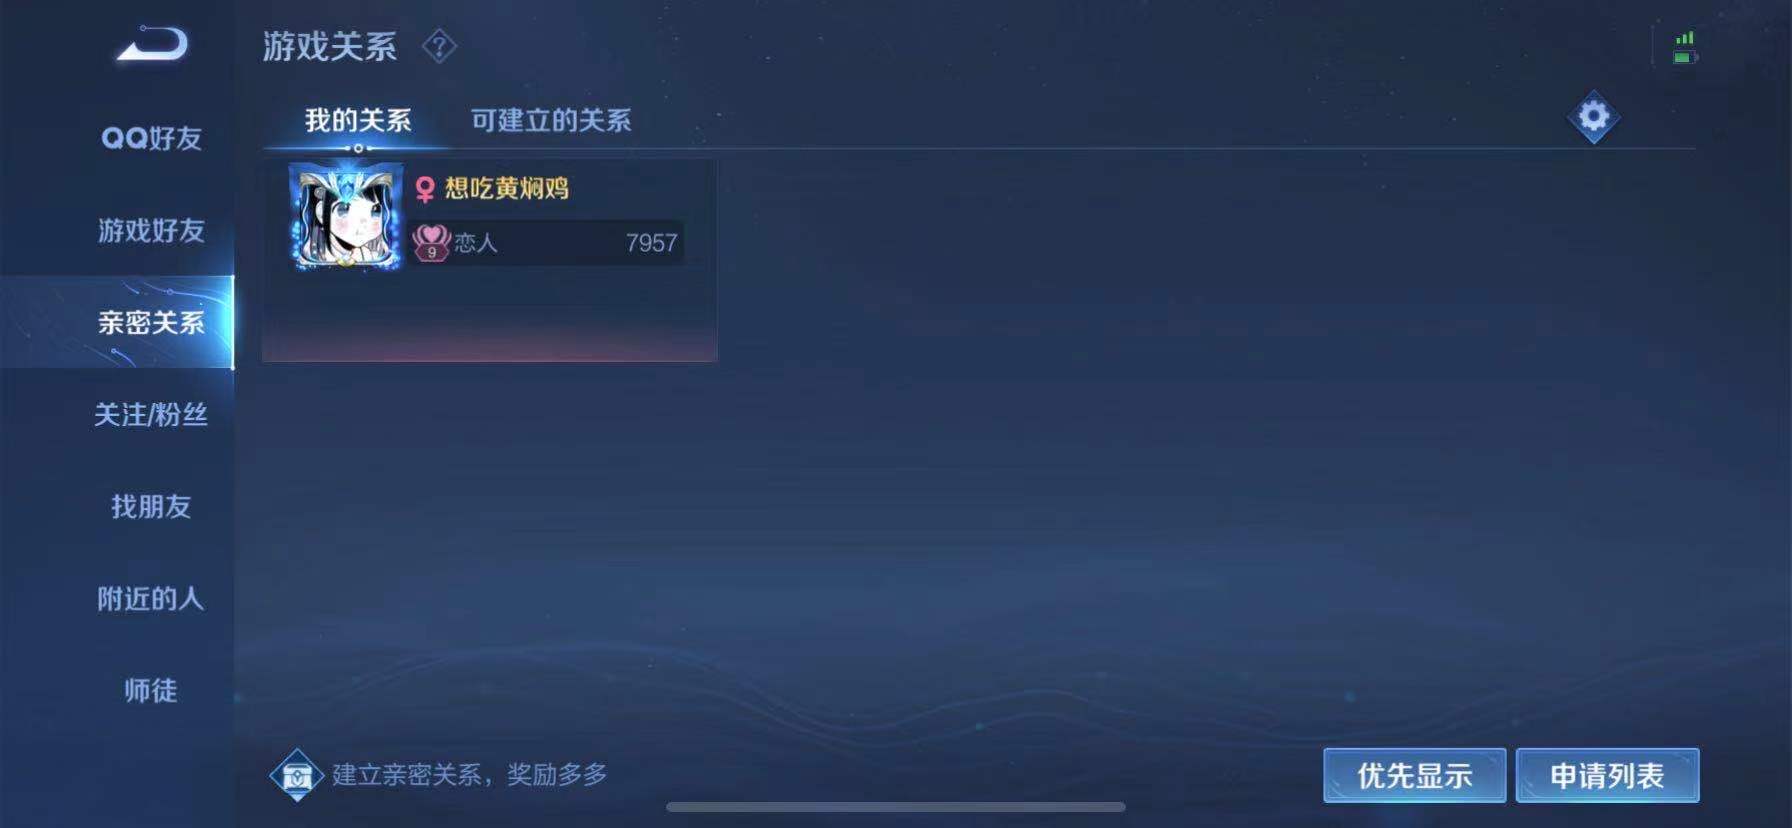 游戏关系 ?
QQ好友
游戏好友
亲密关系
关注/粉丝
找朋友
附近的人
师徒
我的关系 可建立的关系
想吃黄焖鸡
9 恋人 7957
建立亲密关系，奖励多多
优先显示 申请列表